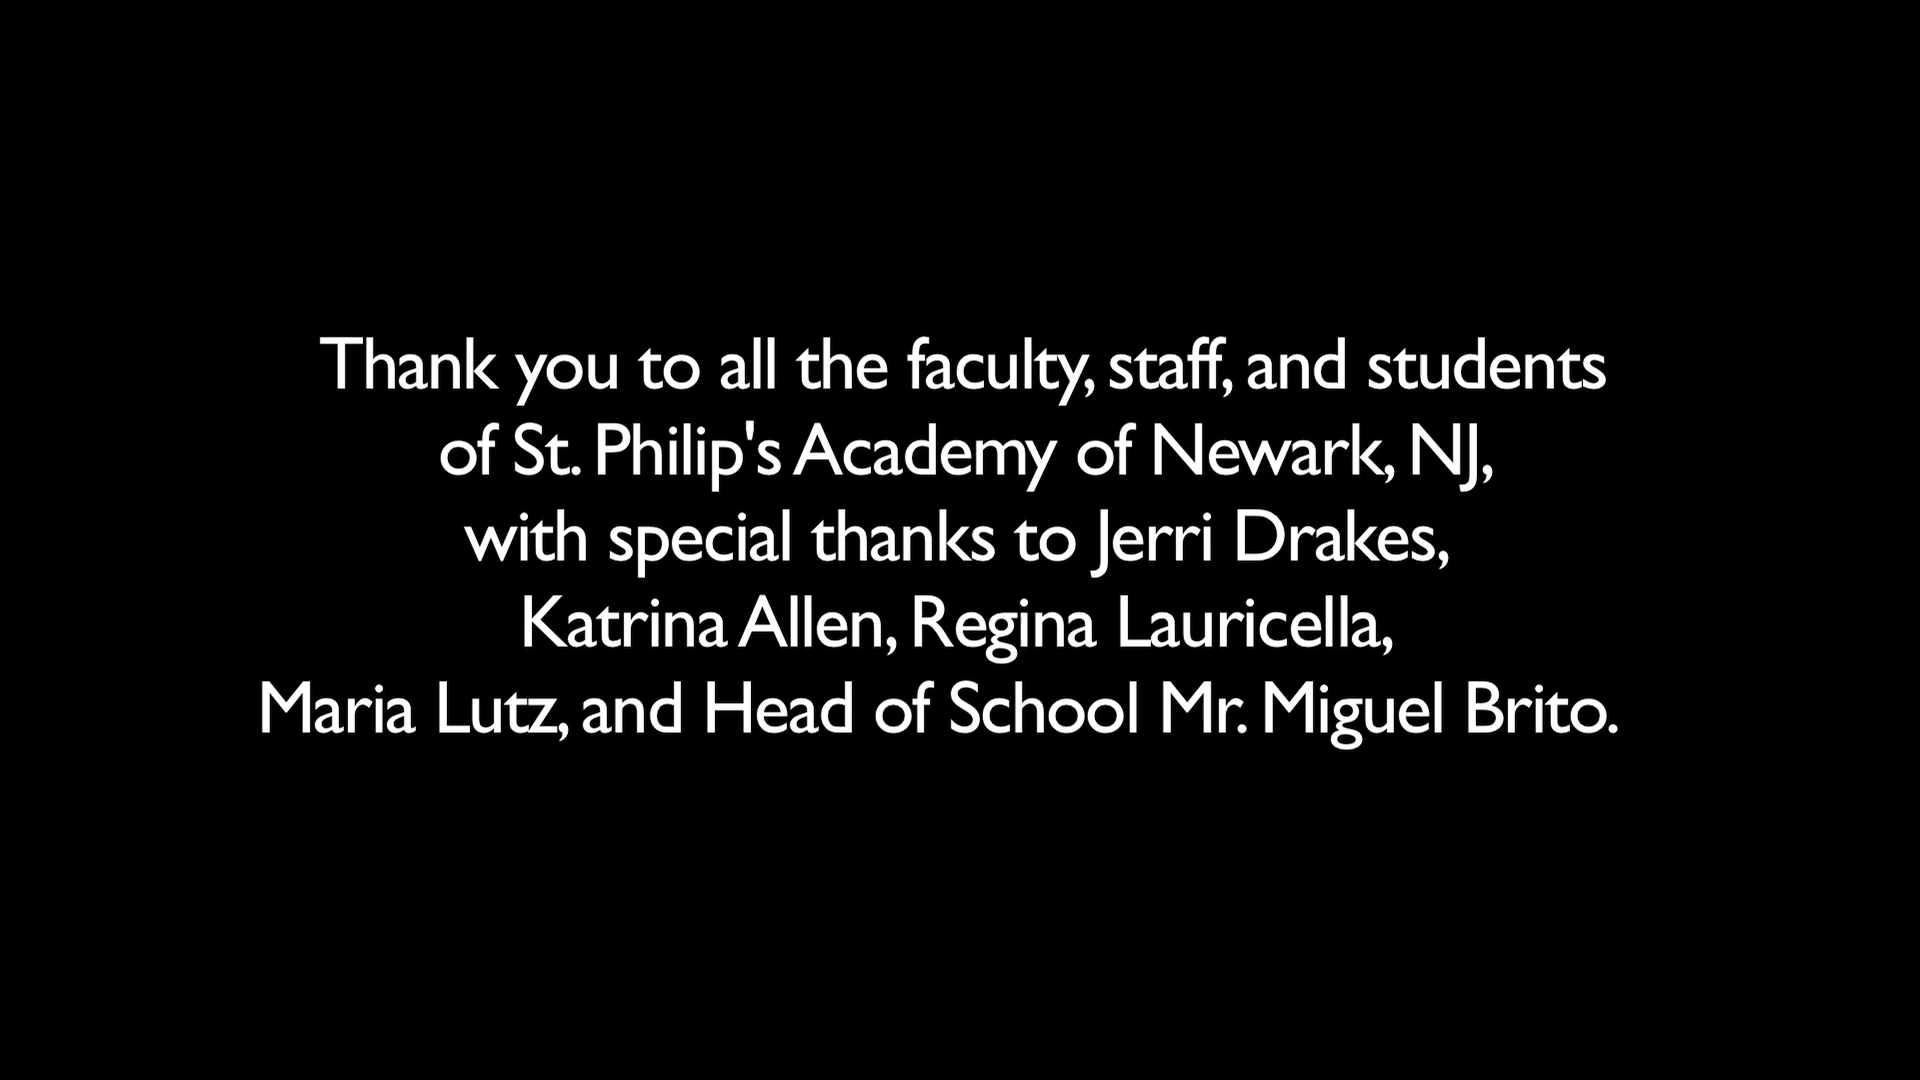 Thank you to all the faculty, staff, and students
of St. Philip's Academy of Newark, NJ,
with special thanks to Jerri Drakes,
Katrina Allen, Regina Lauricella,
Maria Lutz, and Head of School Mr. Miguel Brito.